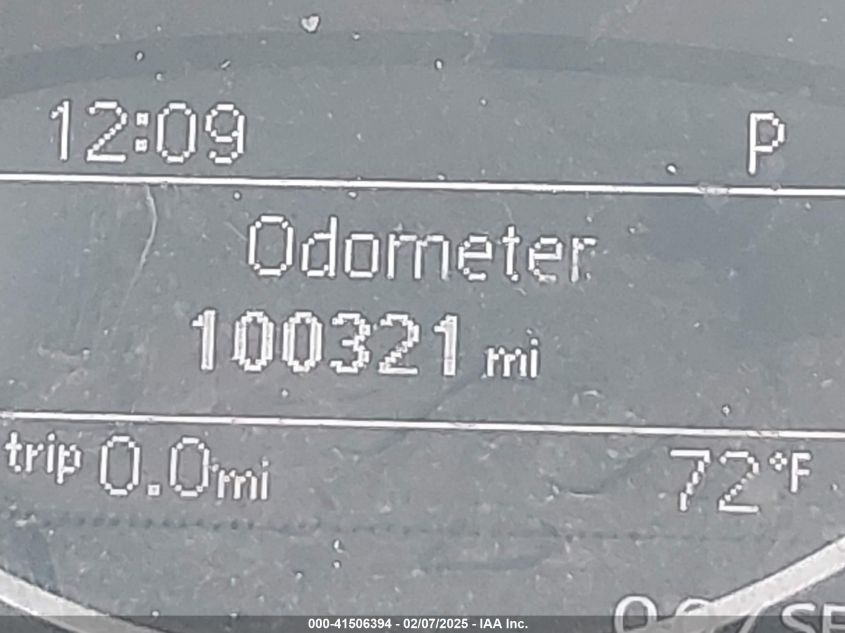 12:09 P
Odometer
100321 mi
trip 0.0mi 72°F
000-41506394 - 02/07/2025 - IAA Inc.